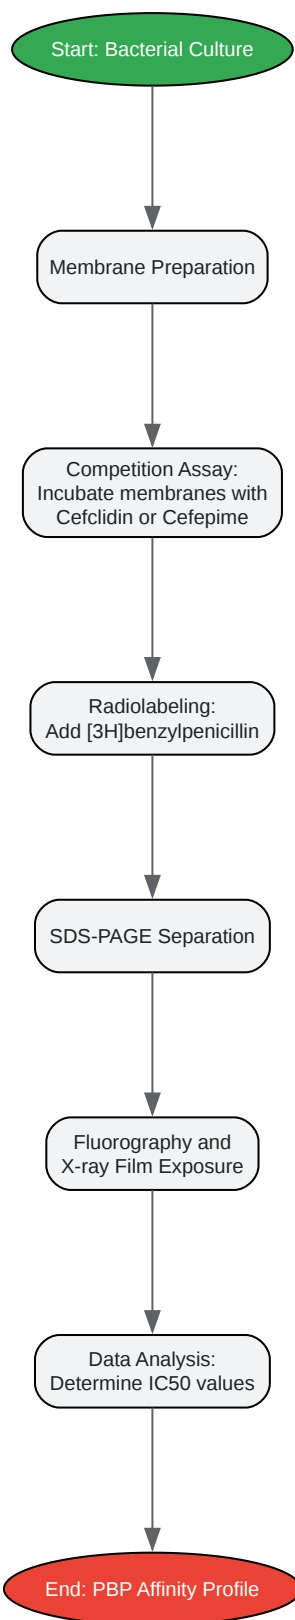 Start: Bacterial Culture
Membrane Preparation
Competition Assay:
Incubate membranes with
Cefclidin or Cefepime
Radiolabeling:
Add [3H]benzylpenicillin
SDS-PAGE Separation
Fluorography and
X-ray Film Exposure
Data Analysis:
Determine IC50 values
End: PBP Affinity Profile